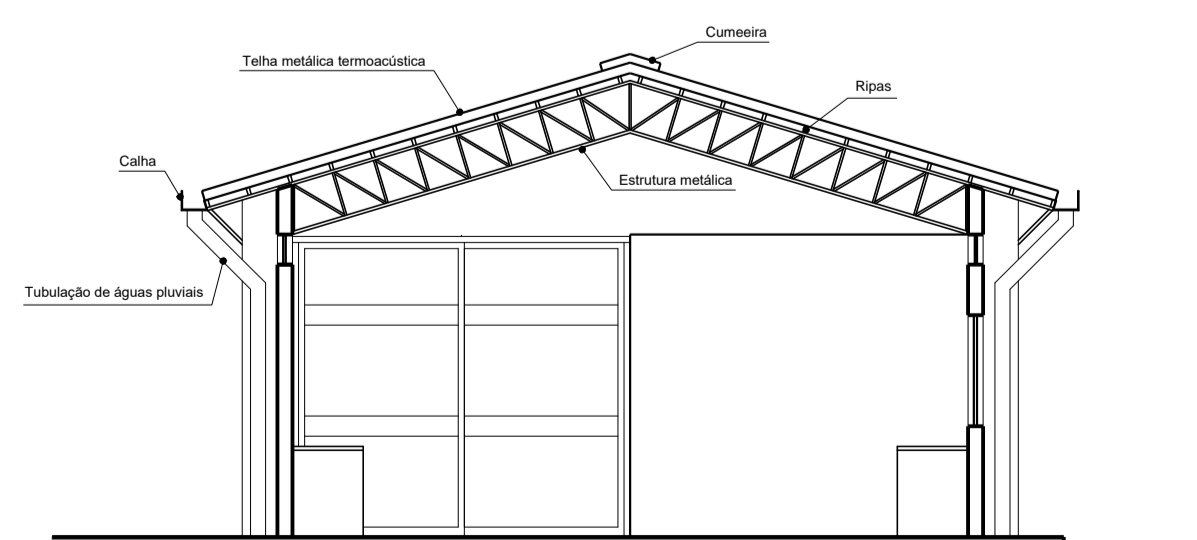 Cumeeira
Telha metálica termoacústica
Ripas
Calha
Estrutura metálica
Tubulação de águas pluviais